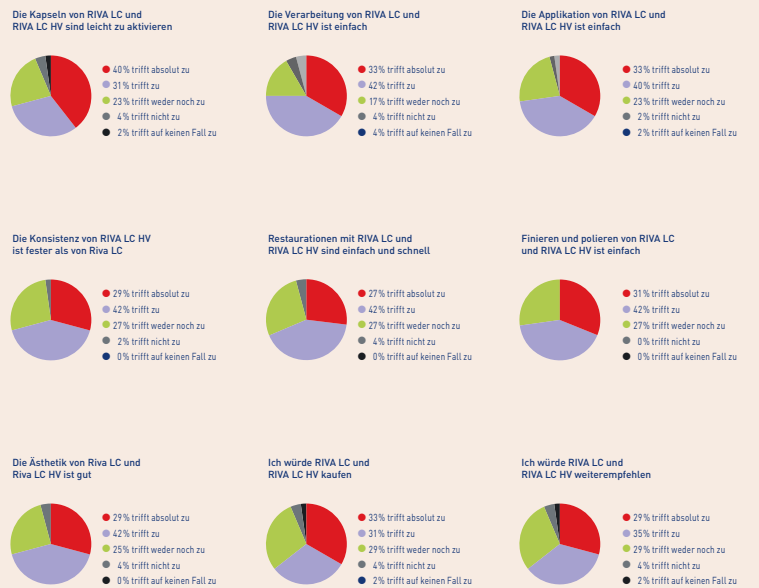 Die Kapseln von RIVA LC und
RIVA LC HV sind leicht zu aktivieren
40% trifft absolut zu
31% trifft zu
23% trifft weder noch zu
4% trifft nicht zu
2% trifft auf keinen Fall zu
Die Verarbeitung von RIVA LC und
RIVA LC HV ist einfach
33% trifft absolut zu
42% trifft zu
17% trifft weder noch zu
4% trifft nicht zu
4% trifft auf keinen Fall zu
Die Applikation von RIVA LC und
RIVA LC HV ist einfach
33% trifft absolut zu
40% trifft zu
23% trifft weder noch zu
2% trifft nicht zu
2% trifft auf keinen Fall zu
Die Konsistenz von RIVA LC HV
ist fester als von Riva LC
29% trifft absolut zu
42% trifft zu
27% trifft weder noch zu
2% trifft nicht zu
0% trifft auf keinen Fall zu
Restaurationen mit RIVA LC und
RIVA LC HV sind einfach und schnell
27% trifft absolut zu
42% trifft zu
27% trifft weder noch zu
4% trifft nicht zu
0% trifft auf keinen Fall zu
Finieren und polieren von RIVA LC
und RIVA LC HV ist einfach
31% trifft absolut zu
42% trifft zu
27% trifft weder noch zu
0% trifft nicht zu
0% trifft auf keinen Fall zu
Die Ästhetik von Riva LC und
Riva LC HV ist gut
29% trifft absolut zu
42% trifft zu
25% trifft weder noch zu
4% trifft nicht zu
0% trifft auf keinen Fall zu
Ich würde RIVA LC und
RIVA LC HV kaufen
33% trifft absolut zu
31% trifft zu
29% trifft weder noch zu
4% trifft nicht zu
2% trifft auf keinen Fall zu
Ich würde RIVA LC und
RIVA LC HV weiterempfehlen
29% trifft absolut zu
35% trifft zu
29% trifft weder noch zu
4% trifft nicht zu
2% trifft auf keinen Fall zu